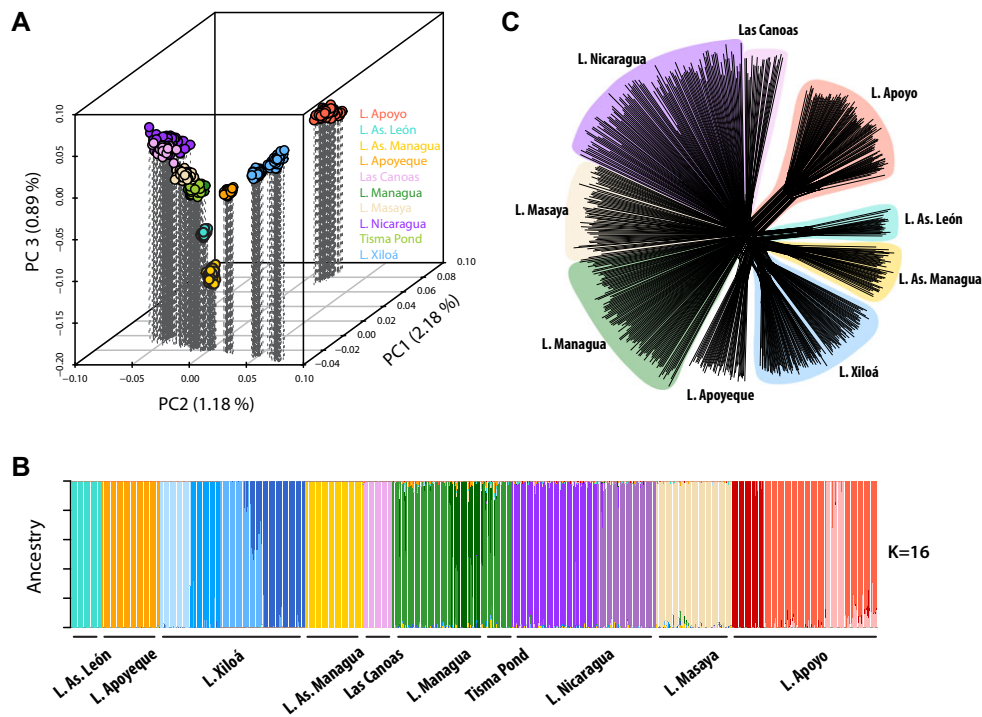 A
PC 3 (0.89 %)
0.10
0.05
0.00
−0.05
−0.10
−0.15
−0.20
−0.10
−0.05
0.00
0.05
0.10
PC2 (1.18 %)
−0.04
−0.02
0.00
0.02
0.04
0.06
0.08
0.10
PC1 (2.18 %)
L. Apoyo
L. As. León
L. As. Managua
L. Apoyeque
Las Canoas
L. Managua
L. Masaya
L. Nicaragua
Tisma Pond
L. Xiloá
C
Las Canoas
L. Nicaragua
L. Apoyo
L. Masaya
L. As. León
L. As. Managua
L. Managua
L. Xiloá
L. Apoyeque
B
Ancestry
K=16
L. As. León
L. Apoyeque
L. Xiloá
L. As. Managua
Las Canoas
L. Managua
Tisma Pond
L. Nicaragua
L. Masaya
L. Apoyo